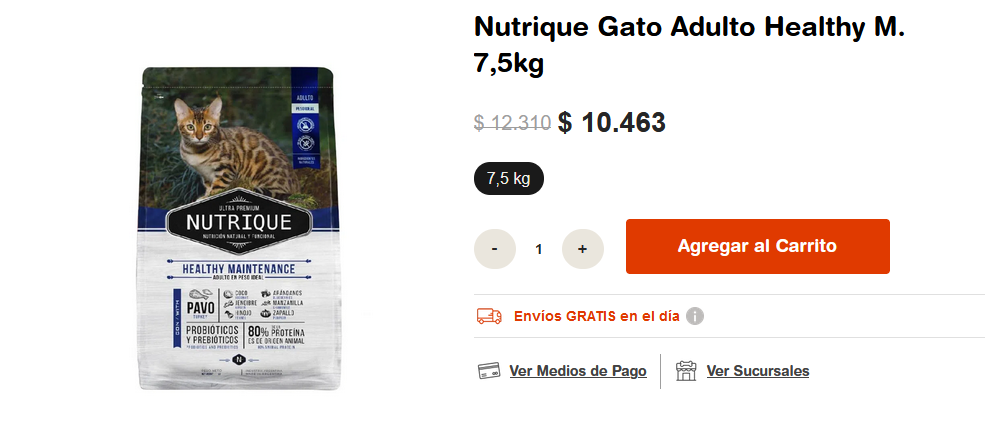 Nutrique Gato Adulto Healthy M.
7,5kg
$ 12.310 $ 10.463
7,5 kg
- 1 +
Agregar al Carrito
Envíos GRATIS en el día
Ver Medios de Pago
Ver Sucursales
ADULTO
ULTRA PREMIUM
NUTRIQUE
NUTRICIÓN NATURAL Y FUNCIONAL
HEALTHY MAINTENANCE
ADULTO EN PESO IDEAL
CON / WITH
PAVO
TURKEY
COCO
JENGIBRE
HINOJO
ARÁNDANOS
MANZANILLA
ZAPALLO
PROBIÓTICOS
Y PREBIÓTICOS
80% PROTEÍNA
ES DE ORIGEN ANIMAL
N